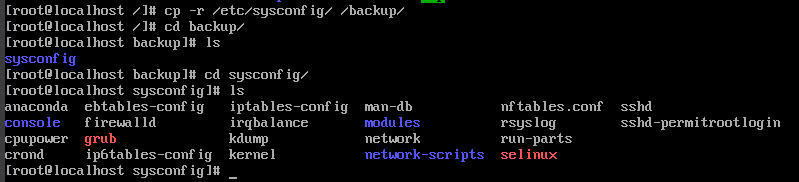 [root@localhost /]# cp -r /etc/sysconfig/ /backup/
[root@localhost /]# cd backup/
[root@localhost backup]# ls
sysconfig
[root@localhost backup]# cd sysconfig/
[root@localhost sysconfig]# ls
anaconda ebtables-config iptables-config man-db nftables.conf sshd
console firewalld irqbalance modules rsyslog sshd-permitrootlogin
cpupower grub kdump network run-parts
crond ip6tables-config kernel network-scripts selinux
[root@localhost sysconfig]# _